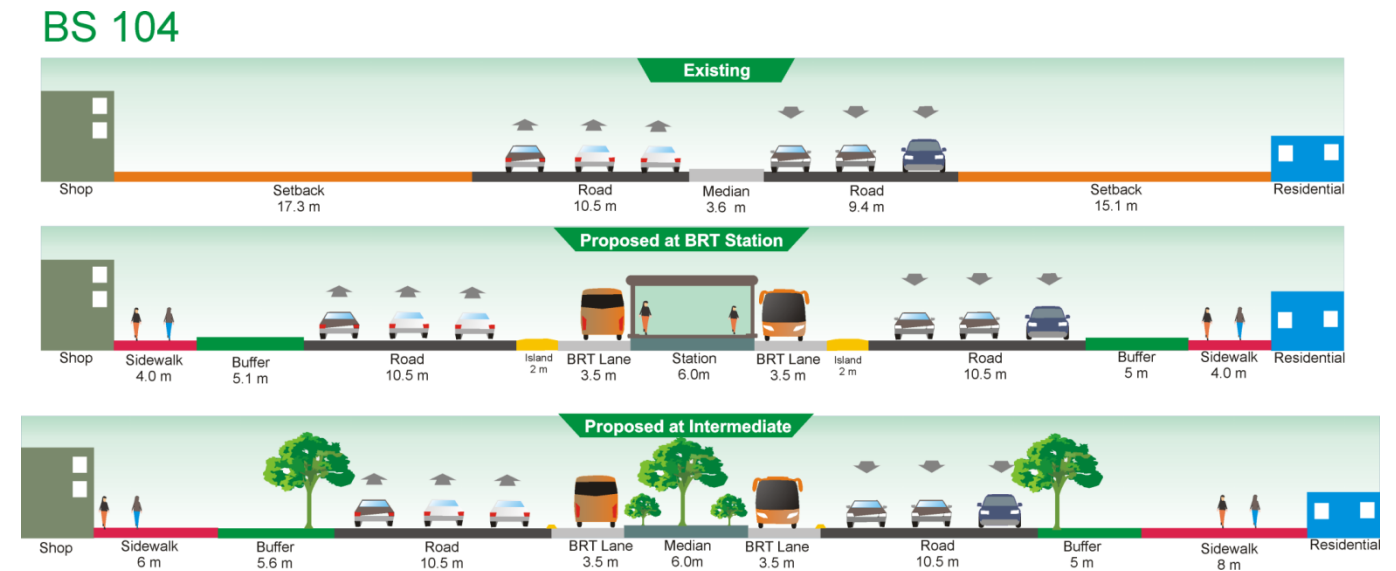 BS 104
Existing
Shop
Setback
17.3 m
Road
10.5 m
Median
3.6 m
Road
9.4 m
Setback
15.1 m
Residential
Proposed at BRT Station
Shop
Sidewalk
4.0 m
Buffer
5.1 m
Road
10.5 m
Island
2 m
BRT Lane
3.5 m
Station
6.0m
BRT Lane
3.5 m
Island
2 m
Road
10.5 m
Buffer
5 m
Sidewalk
4.0 m
Residential
Proposed at Intermediate
Shop
Sidewalk
6 m
Buffer
5.6 m
Road
10.5 m
BRT Lane
3.5 m
Median
6.0m
BRT Lane
3.5 m
Road
10.5 m
Buffer
5 m
Sidewalk
8 m
Residential